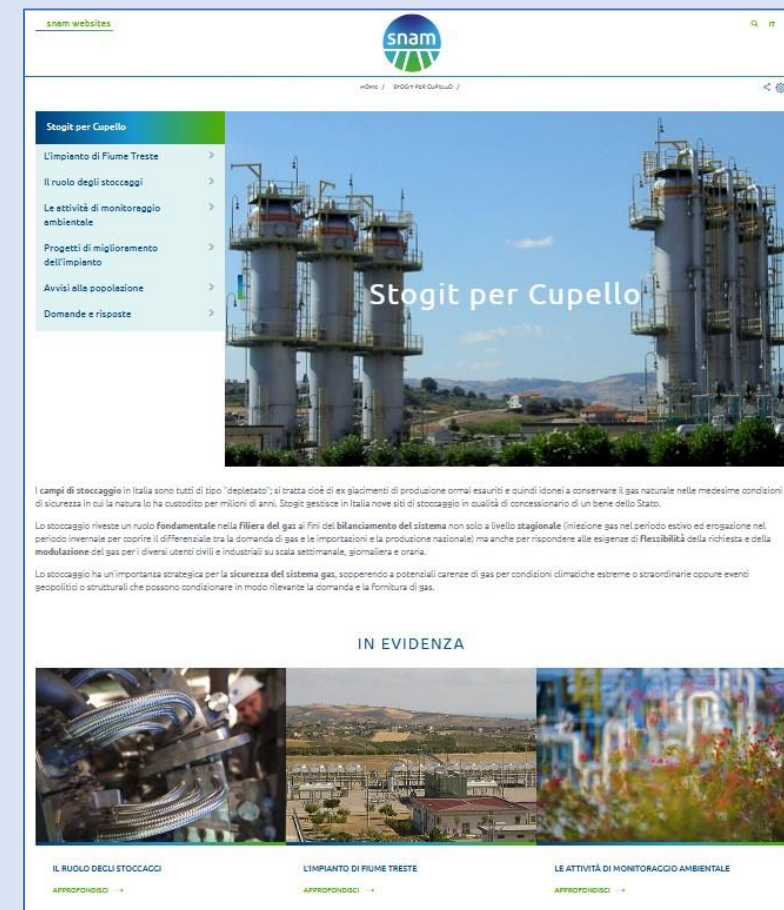 snam websites
snam
IT
HOME / STOGIT PER CUPELLO /
Stogit per Cupello
L'impianto di Fiume Treste
Il ruolo degli stoccaggi
Le attività di monitoraggio
ambientale
Progetti di miglioramento
dell'impianto
Avvisi alla popolazione
Domande e risposte
Stogit per Cupello
I campi di stoccaggio in Italia sono tutti di tipo "depletato"; si tratta cioè di ex giacimenti di produzione ormai esauriti e quindi idonei a conservare il gas naturale nelle medesime condizioni
di sicurezza in cui la natura lo ha custodito per milioni di anni. Stogit gestisce in Italia nove siti di stoccaggio in qualità di concessionario di un bene dello Stato.
Lo stoccaggio riveste un ruolo fondamentale nella filiera del gas ai fini del bilanciamento del sistema non solo a livello stagionale (iniezione gas nel periodo estivo ed erogazione nel
periodo invernale per coprire il differenziale tra la domanda di gas e le importazioni e la produzione nazionale) ma anche per rispondere alle esigenze di flessibilità della richiesta e della
modulazione del gas per i diversi utenti civili e industriali su scala settimanale, giornaliera e oraria.
Lo stoccaggio ha un'importanza strategica per la sicurezza del sistema gas, sopperendo a potenziali carenze di gas per condizioni climatiche estreme o straordinarie oppure eventi
geopolitici o strutturali che possono condizionare in modo rilevante la domanda e la fornitura di gas.
IN EVIDENZA
IL RUOLO DEGLI STOCCAGGI
L'IMPIANTO DI FIUME TRESTE
LE ATTIVITÀ DI MONITORAGGIO AMBIENTALE
APPROFONDISCI →
APPROFONDISCI →
APPROFONDISCI →